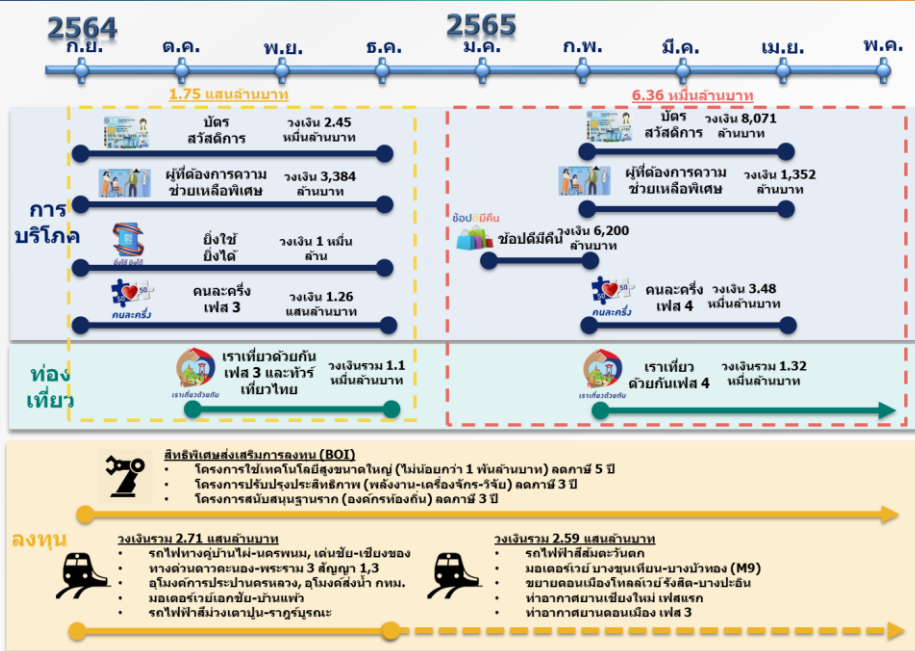 2564
2565
ก.ย.
ต.ค.
พ.ย.
ธ.ค.
ม.ค.
ก.พ.
มี.ค.
เม.ย.
พ.ค.
1.75 แสนล้านบาท
6.36 หมื่นล้านบาท
การ
บริโภค
บัตร
สวัสดิการ
วงเงิน 2.45
หมื่นล้านบาท
บัตร
สวัสดิการ
วงเงิน 8,071
ล้านบาท
ผู้ที่ต้องการความ
ช่วยเหลือพิเศษ
วงเงิน 3,384
ล้านบาท
ผู้ที่ต้องการความ
ช่วยเหลือพิเศษ
วงเงิน 1,352
ล้านบาท
ยิ่งใช้ ยิ่งได้
ยิ่งใช้
ยิ่งได้
วงเงิน 1 หมื่น
ล้าน
ช้อปดีมีคืน
ช้อปดีมีคืน
วงเงิน 6,200
ล้านบาท
คนละครึ่ง
คนละครึ่ง
เฟส 3
วงเงิน 1.26
แสนล้านบาท
คนละครึ่ง
คนละครึ่ง
เฟส 4
วงเงิน 3.48
หมื่นล้านบาท
ท่อง
เที่ยว
เราเที่ยวด้วยกัน
เราเที่ยวด้วยกัน
เฟส 3 และทัวร์
เที่ยวไทย
วงเงินรวม 1.1
หมื่นล้านบาท
เราเที่ยวด้วยกัน
เราเที่ยว
ด้วยกันเฟส 4
วงเงินรวม 1.32
หมื่นล้านบาท
ลงทุน
สิทธิพิเศษส่งเสริมการลงทุน (BOI)
• โครงการใช้เทคโนโลยีสูงขนาดใหญ่ (ไม่น้อยกว่า 1 พันล้านบาท) ลดภาษี 5 ปี
• โครงการปรับปรุงประสิทธิภาพ (พลังงาน-เครื่องจักร-วิจัย) ลดภาษี 3 ปี
• โครงการสนับสนุนฐานราก (องค์กรท้องถิ่น) ลดภาษี 3 ปี
วงเงินรวม 2.71 แสนล้านบาท
• รถไฟทางคู่บ้านไผ่-นครพนม, เด่นชัย-เชียงของ
• ทางด่วนดาวคะนอง-พระราม 3 สัญญา 1,3
• อุโมงค์การประปานครหลวง, อุโมงค์ส่งน้ำ กทม.
• มอเตอร์เวย์เอกชัย-บ้านแพ้ว
• รถไฟฟ้าสีม่วงเตาปูน-ราษฎร์บูรณะ
วงเงินรวม 2.59 แสนล้านบาท
• รถไฟฟ้าสีส้มตะวันตก
• มอเตอร์เวย์ บางขุนเทียน-บางบัวทอง (M9)
• ขยายดอนเมืองโทลล์เวย์ รังสิต-บางปะอิน
• ท่าอากาศยานเชียงใหม่ เฟสแรก
• ท่าอากาศยานดอนเมือง เฟส 3